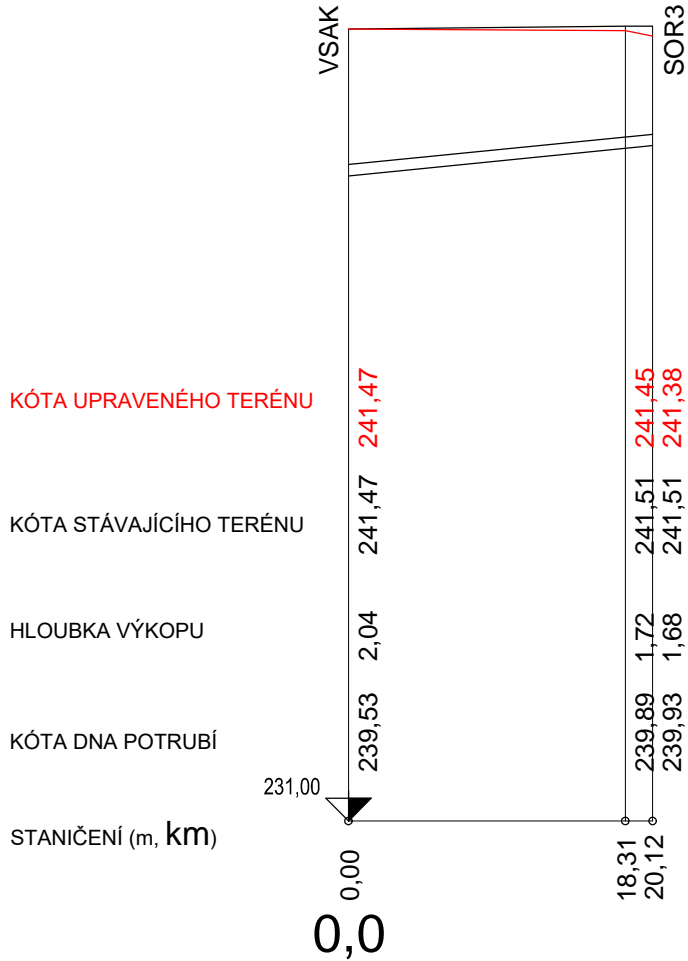 VSAK SOR3
KÓTA UPRAVENÉHO TERÉNU 241,47 241,45 241,38
KÓTA STÁVAJÍCÍHO TERÉNU 241,47 241,51 241,51
HLOUBKA VÝKOPU 2,04 1,72 1,68
KÓTA DNA POTRUBÍ 239,53 239,89 239,93
231,00
STANIČENÍ (m, km) 0,00 18,31 20,12
0,0